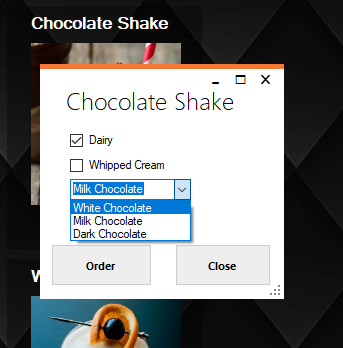 Chocolate Shake
Chocolate Shake
Dairy
Whipped Cream
Milk Chocolate
White Chocolate
Milk Chocolate
Dark Chocolate
Order
Close